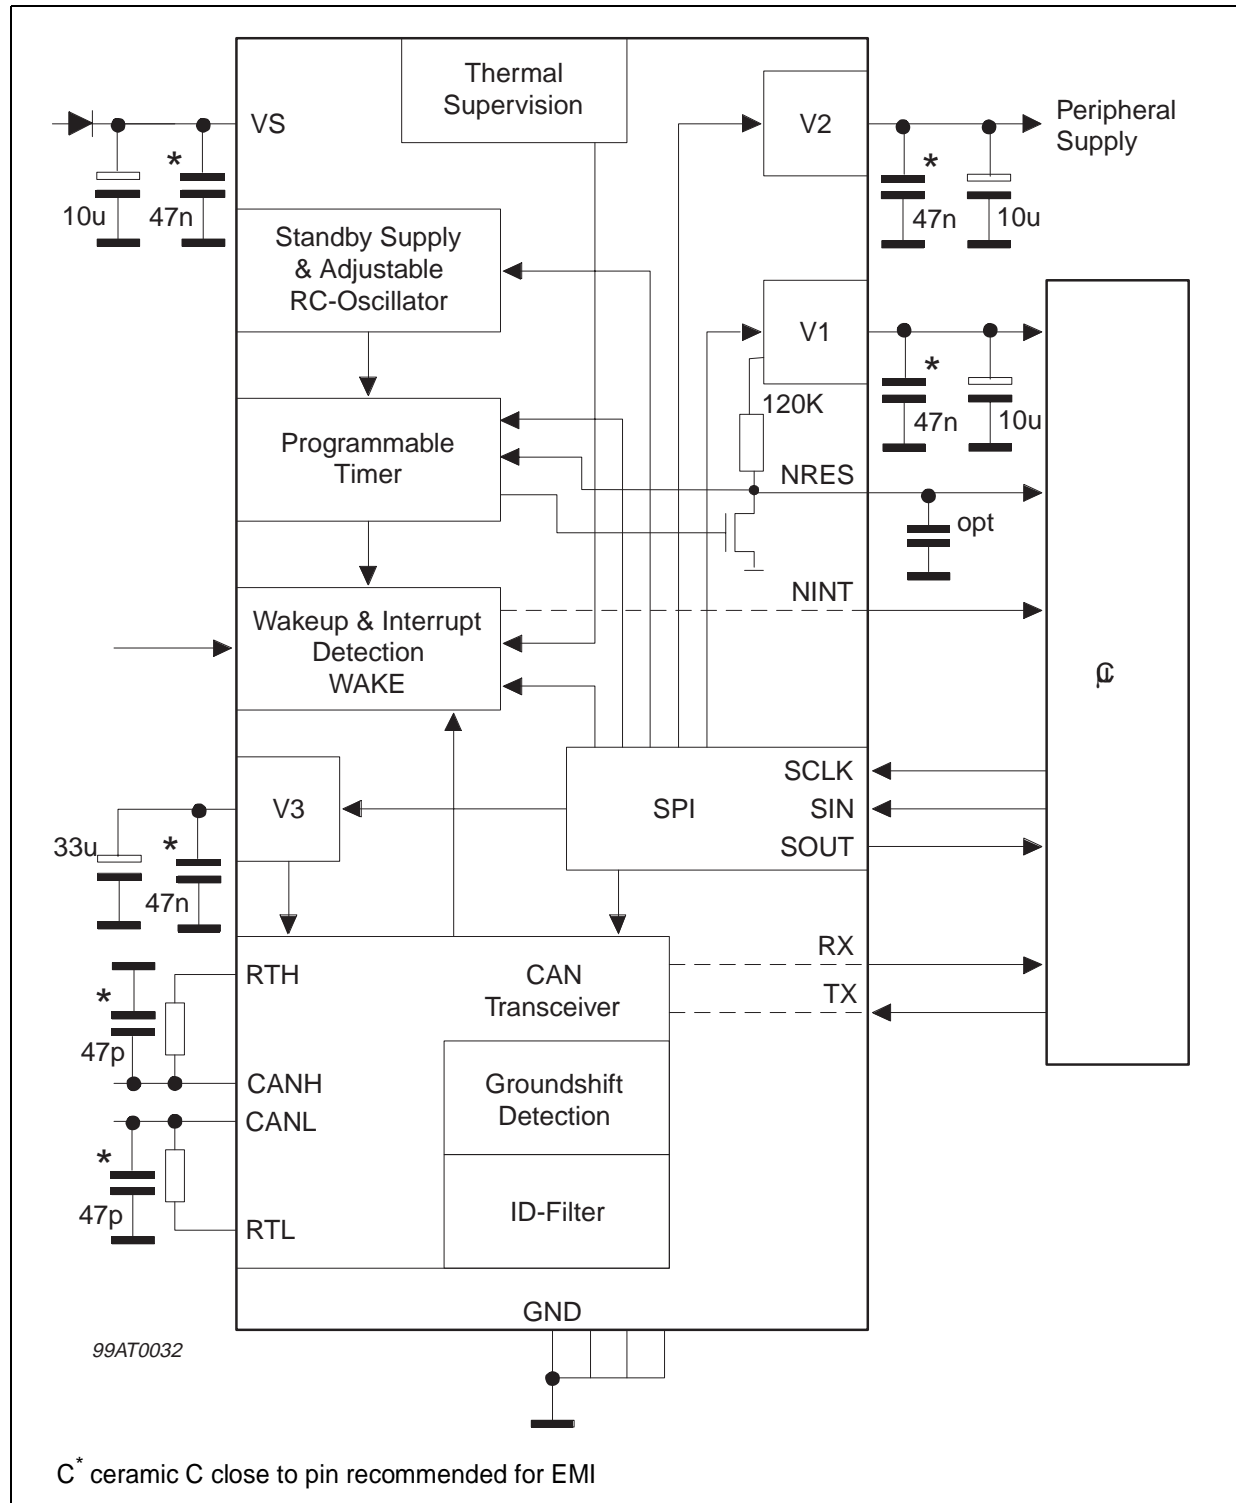 Thermal
Supervision
VS
V2
Peripheral
Supply
*
10u
47n
*
47n
10u
Standby Supply
& Adjustable
RC-Oscillator
V1
*
47n
10u
120K
Programmable
Timer
NRES
opt
NINT
Wakeup & Interrupt
Detection
WAKE
µC
SCLK
SIN
SOUT
SPI
V3
33u
*
47n
RX
TX
RTH
CAN
Transceiver
*
47p
CANH
CANL
Groundshift
Detection
*
47p
RTL
ID-Filter
GND
99AT0032
C* ceramic C close to pin recommended for EMI